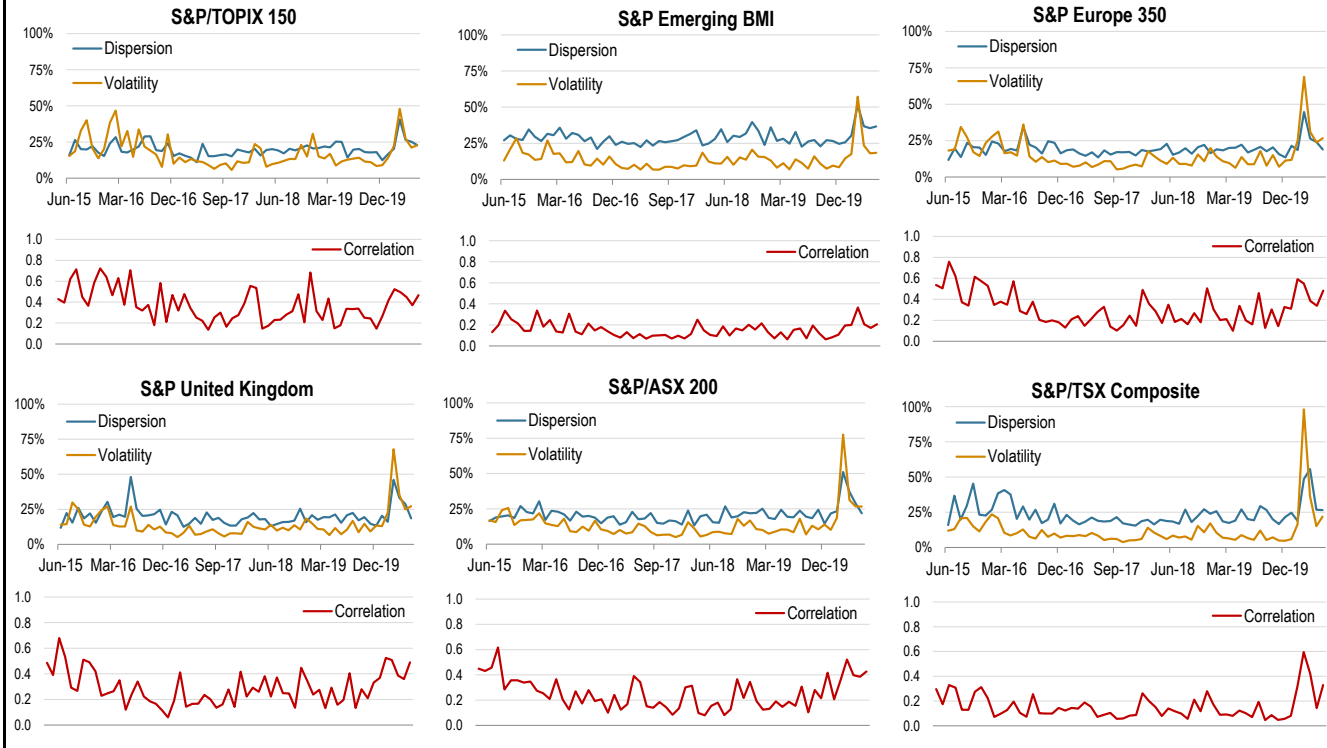 S&P/TOPIX 150
100%
Dispersion
75%
Volatility
50%
25%
0%
Jun-15 Mar-16 Dec-16 Sep-17 Jun-18 Mar-19 Dec-19
1.0
Correlation
0.8
0.6
0.4
0.2
0.0
S&P Emerging BMI
100%
Dispersion
75%
Volatility
50%
25%
0%
Jun-15 Mar-16 Dec-16 Sep-17 Jun-18 Mar-19 Dec-19
1.0
Correlation
0.8
0.6
0.4
0.2
0.0
S&P Europe 350
100%
Dispersion
75%
Volatility
50%
25%
0%
Jun-15 Mar-16 Dec-16 Sep-17 Jun-18 Mar-19 Dec-19
1.0
Correlation
0.8
0.6
0.4
0.2
0.0
S&P United Kingdom
100%
Dispersion
75%
Volatility
50%
25%
0%
Jun-15 Mar-16 Dec-16 Sep-17 Jun-18 Mar-19 Dec-19
1.0
Correlation
0.8
0.6
0.4
0.2
0.0
S&P/ASX 200
100%
Dispersion
75%
Volatility
50%
25%
0%
Jun-15 Mar-16 Dec-16 Sep-17 Jun-18 Mar-19 Dec-19
1.0
Correlation
0.8
0.6
0.4
0.2
0.0
S&P/TSX Composite
100%
Dispersion
75%
Volatility
50%
25%
0%
Jun-15 Mar-16 Dec-16 Sep-17 Jun-18 Mar-19 Dec-19
1.0
Correlation
0.8
0.6
0.4
0.2
0.0